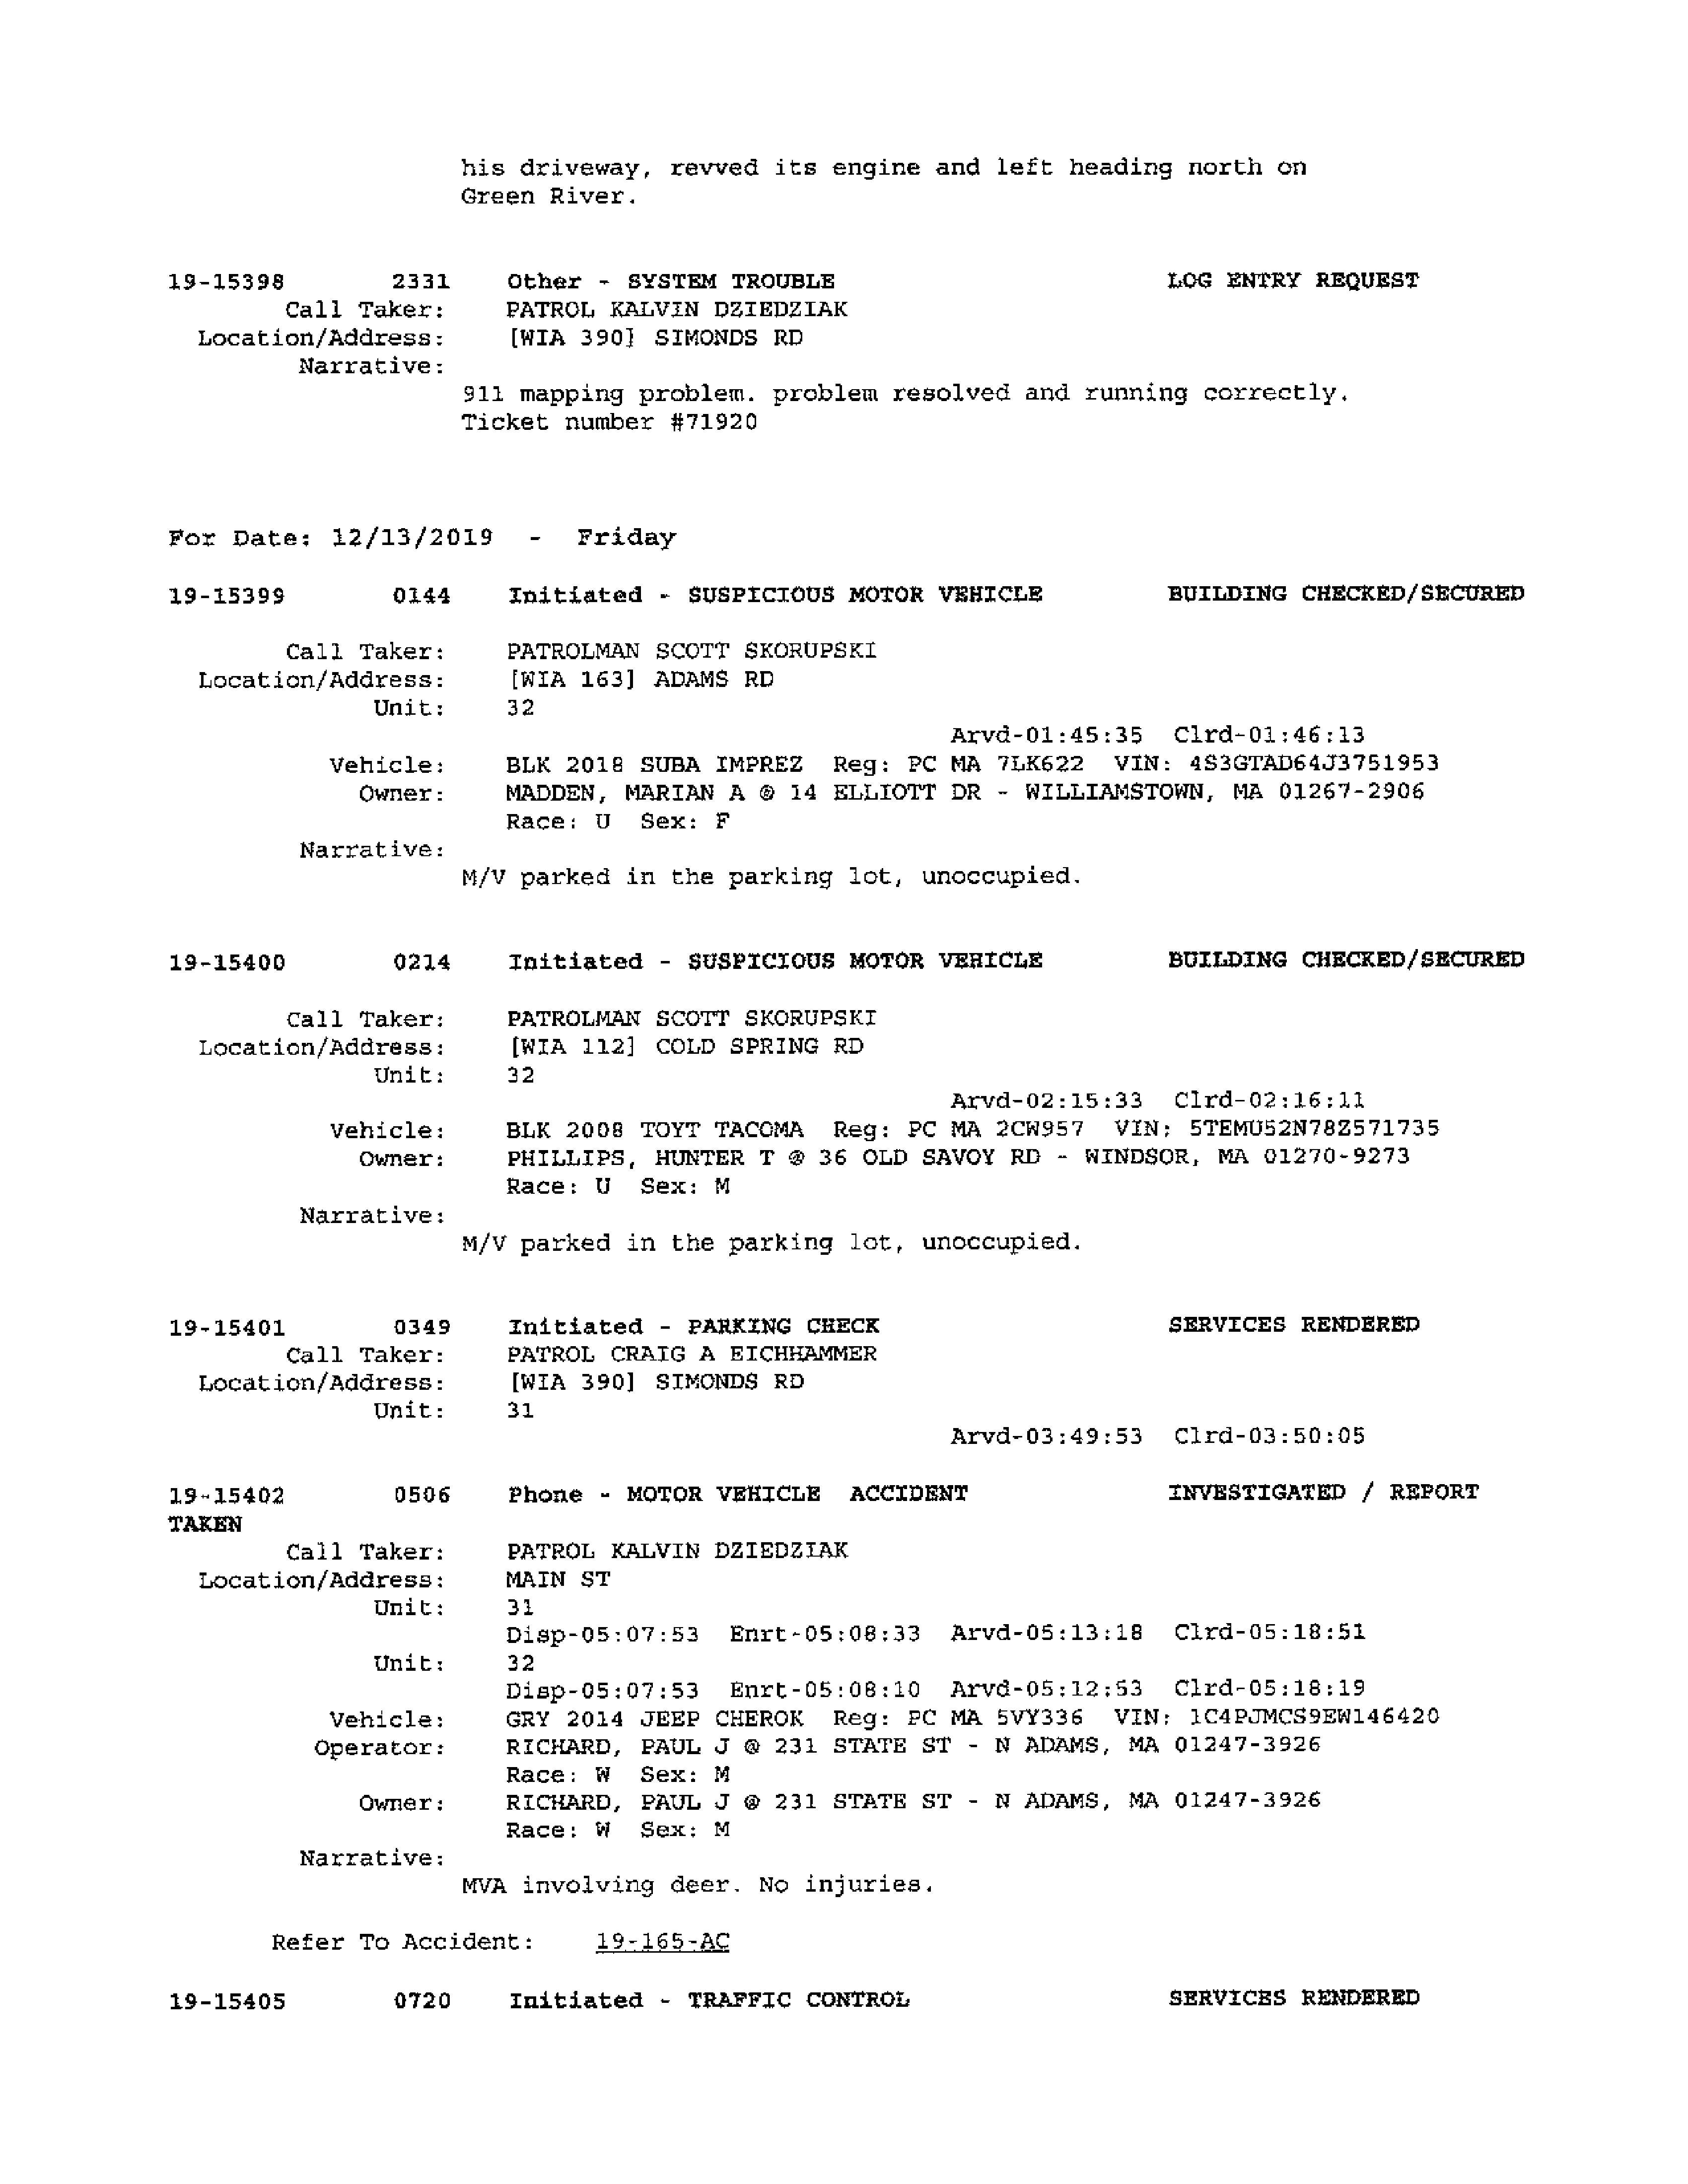 his driveway, revved its engine and left heading north on
Green River.
19-15398 2331 Other - SYSTEM TROUBLE LOG ENTRY REQUEST
Call Taker: PATROL KALVIN DZIEDZIAK
Location/Address: [WIA 390] SIMONDS RD
Narrative:
911 mapping problem. problem resolved and running correctly.
Ticket number #71920
For Date: 12/13/2019 - Friday
19-15399 0144 Initiated - SUSPICIOUS MOTOR VEHICLE BUILDING CHECKED/SECURED
Call Taker: PATROLMAN SCOTT SKORUPSKI
Location/Address: [WIA 163] ADAMS RD
Unit: 32
Arvd-01:45:35 Clrd-01:46:13
Vehicle: BLK 2018 SUBA IMPREZ Reg: PC MA 7LK622 VIN: 4S3GTAD64J3751953
Owner: MADDEN, MARIAN A @ 14 ELLIOTT DR - WILLIAMSTOWN, MA 01267-2906
Race: U Sex: F
Narrative:
M/V parked in the parking lot, unoccupied.
19-15400 0214 Initiated - SUSPICIOUS MOTOR VEHICLE BUILDING CHECKED/SECURED
Call Taker: PATROLMAN SCOTT SKORUPSKI
Location/Address: [WIA 112] COLD SPRING RD
Unit: 32
Arvd-02:15:33 Clrd-02:16:11
Vehicle: BLK 2008 TOYT TACOMA Reg: PC MA 2CW957 VIN: 5TEMU52N78Z571735
Owner: PHILLIPS, HUNTER T @ 36 OLD SAVOY RD - WINDSOR, MA 01270-9273
Race: U Sex: M
Narrative:
M/V parked in the parking lot, unoccupied.
19-15401 0349 Initiated - PARKING CHECK SERVICES RENDERED
Call Taker: PATROL CRAIG A EICHHAMMER
Location/Address: [WIA 390] SIMONDS RD
Unit: 31
Arvd-03:49:53 Clrd-03:50:05
19-15402 0506 Phone - MOTOR VEHICLE ACCIDENT INVESTIGATED / REPORT
TAKEN
Call Taker: PATROL KALVIN DZIEDZIAK
Location/Address: MAIN ST
Unit: 31
Disp-05:07:53 Enrt-05:08:33 Arvd-05:13:18 Clrd-05:18:51
Unit: 32
Disp-05:07:53 Enrt-05:08:10 Arvd-05:12:53 Clrd-05:18:19
Vehicle: GRY 2014 JEEP CHEROK Reg: PC MA 5VY336 VIN: 1C4PJMCS9EW146420
Operator: RICHARD, PAUL J @ 231 STATE ST - N ADAMS, MA 01247-3926
Race: W Sex: M
Owner: RICHARD, PAUL J @ 231 STATE ST - N ADAMS, MA 01247-3926
Race: W Sex: M
Narrative:
MVA involving deer. No injuries.
Refer To Accident: 19-165-AC
19-15405 0720 Initiated - TRAFFIC CONTROL SERVICES RENDERED